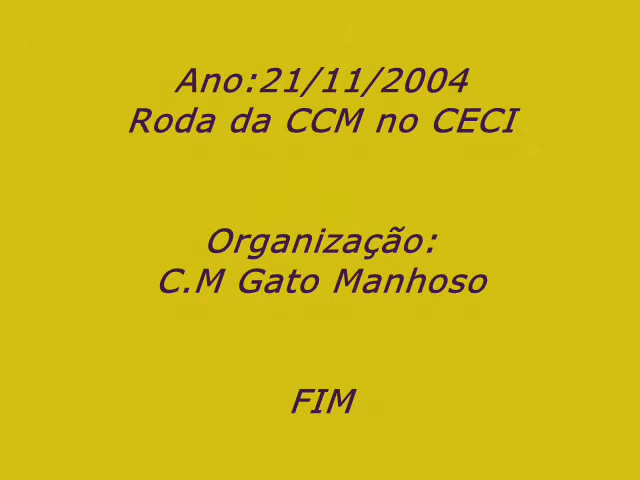 Ano:21/11/2004
Roda da CCM no CECI
Organização:
C.M Gato Manhoso
FIM